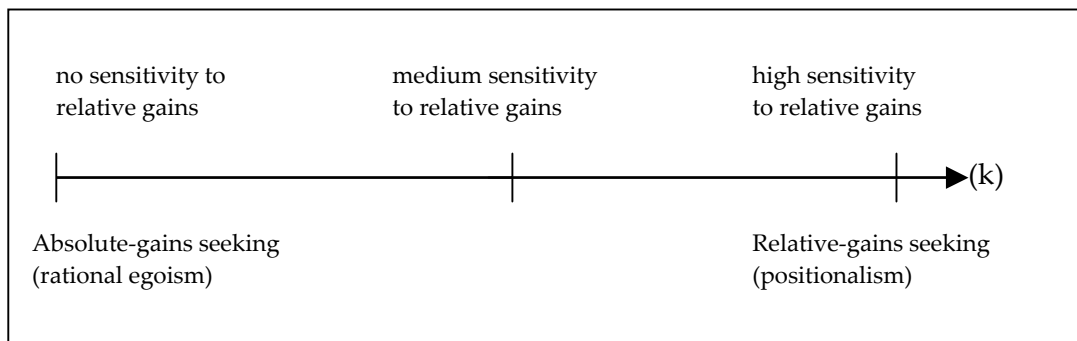 no sensitivity to
relative gains
medium sensitivity
to relative gains
high sensitivity
to relative gains
(k)
Absolute-gains seeking
(rational egoism)
Relative-gains seeking
(positionalism)